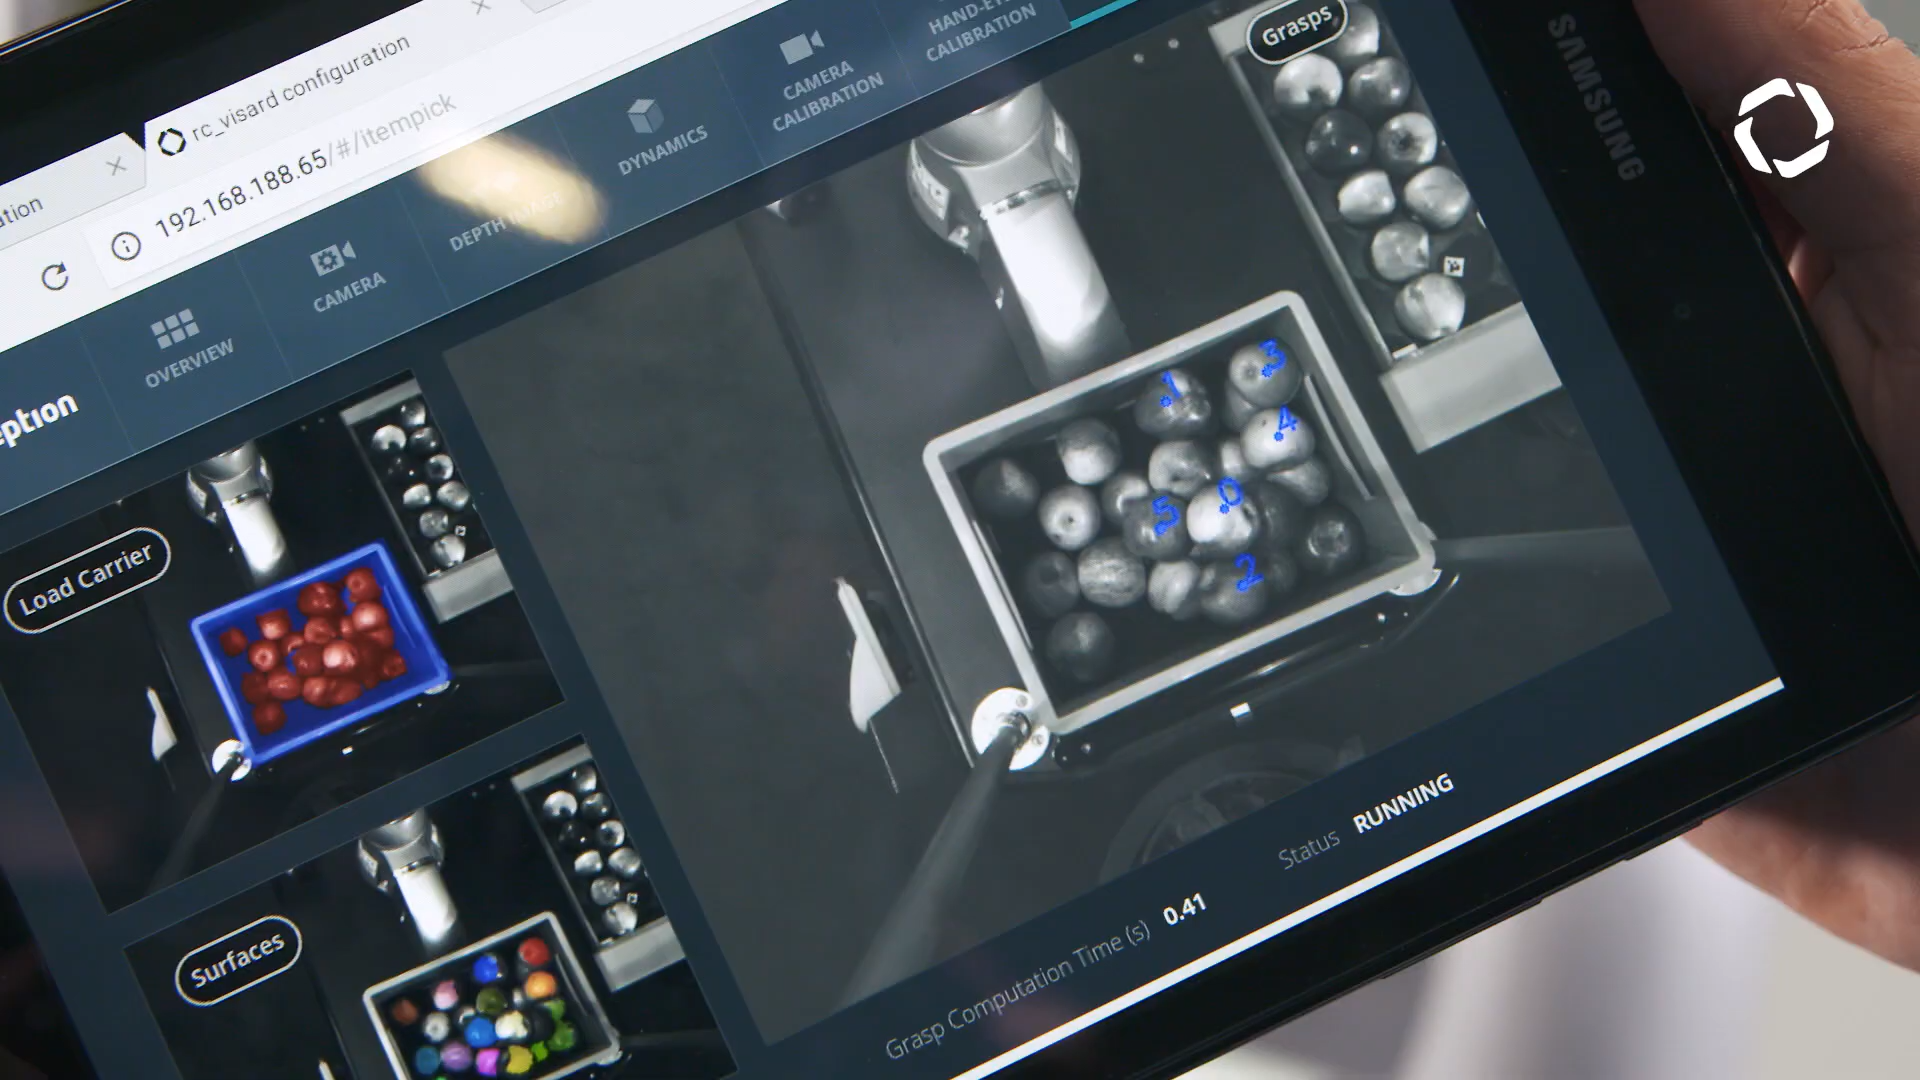 ation
rc_visard configuration
192.168.188.65/#/itempick
eption
OVERVIEW
CAMERA
DEPTH IMAGE
DYNAMICS
CAMERA
CALIBRATION
HAND-EYE
CALIBRATION
Load Carrier
Surfaces
Grasps
1
3
4
0
5
2
Grasp Computation Time (s) 0.41
Status RUNNING
SAMSUNG